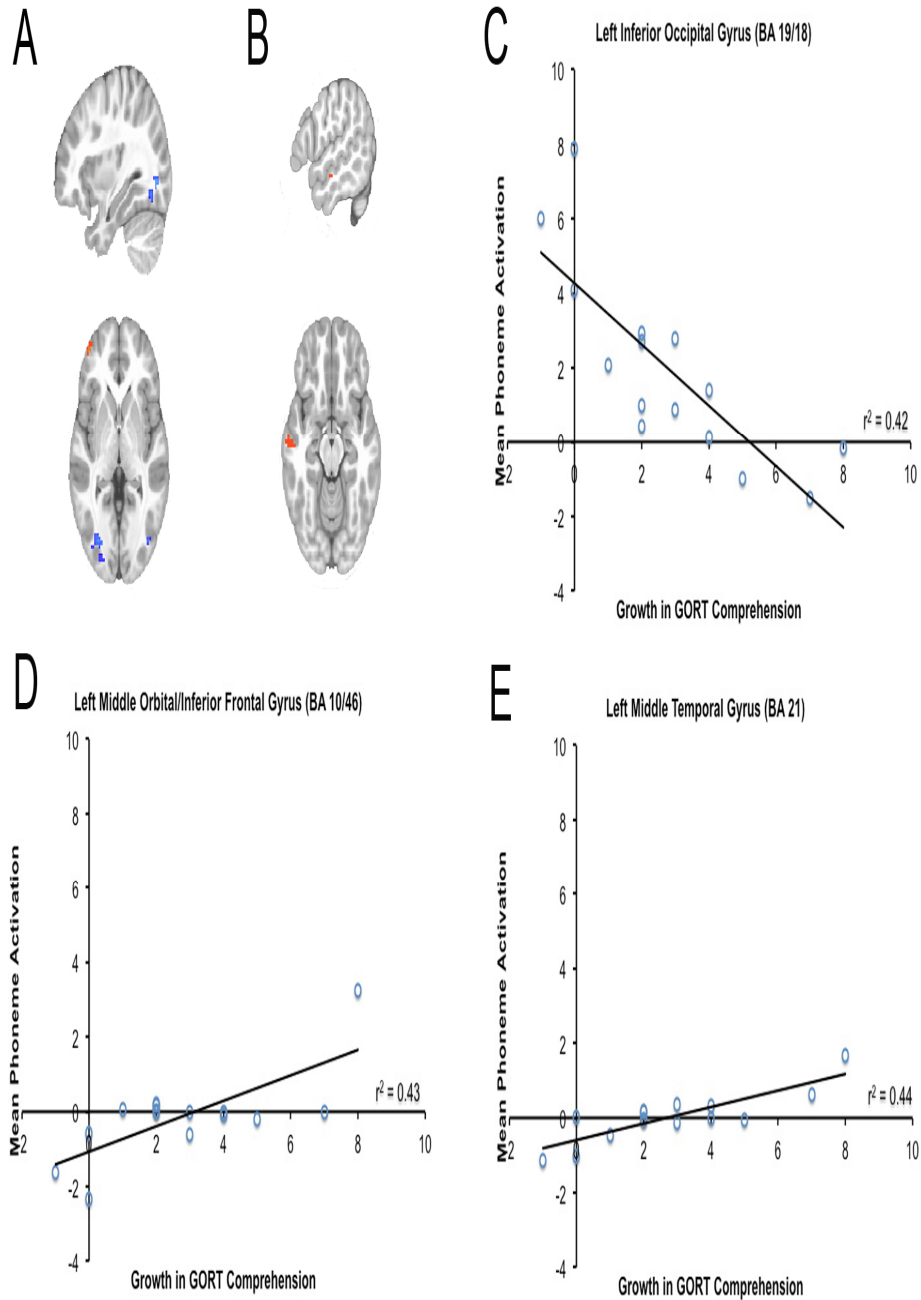 A
B
C
Left Inferior Occipital Gyrus (BA 19/18)
10
8
6
4
2
0
-2
-4
2
0
2
4
6
8
10
r² = 0.42
Mean Phoneme Activation
Growth in GORT Comprehension
D
Left Middle Orbital/Inferior Frontal Gyrus (BA 10/46)
10
8
6
4
2
0
-2
-4
2
0
2
4
6
8
10
r² = 0.43
Mean Phoneme Activation
Growth in GORT Comprehension
E
Left Middle Temporal Gyrus (BA 21)
10
8
6
4
2
0
-2
-4
2
0
2
4
6
8
10
r² = 0.44
Mean Phoneme Activation
Growth in GORT Comprehension